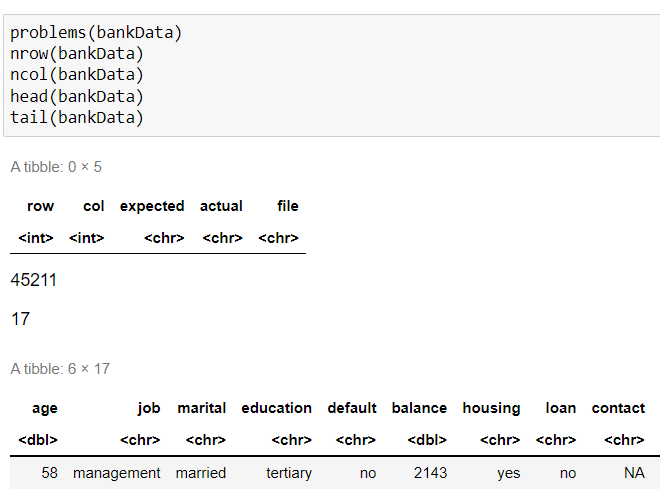 problems(bankData)
nrow(bankData)
ncol(bankData)
head(bankData)
tail(bankData)
A tibble: 0 × 5
row col expected actual file
<int> <int> <chr> <chr> <chr>
45211
17
A tibble: 6 × 17
age job marital education default balance housing loan contact
<dbl> <chr> <chr> <chr> <chr> <dbl> <chr> <chr> <chr>
58 management married tertiary no 2143 yes no NA